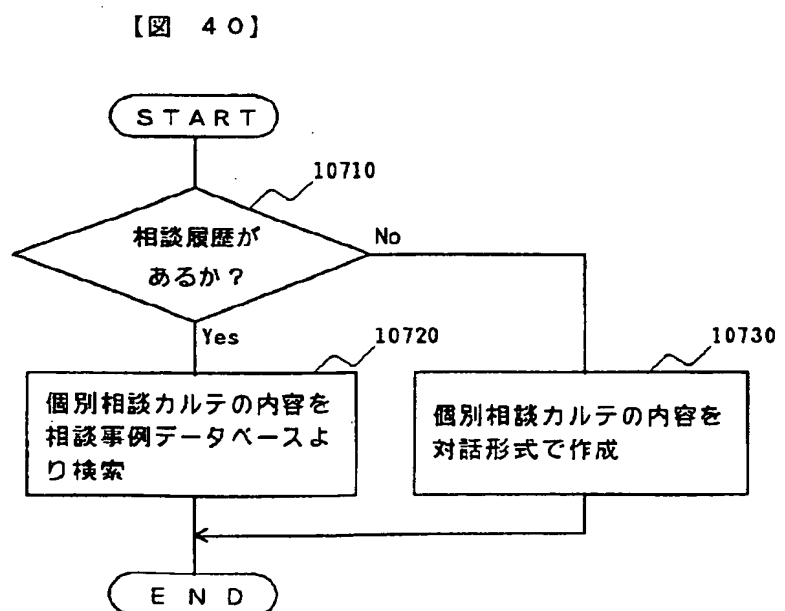 【図 40】
START
10710
相談履歴が
あるか?
No
Yes
10720
10730
個別相談カルテの内容を
相談事例データベースよ
り検索
個別相談カルテの内容を
対話形式で作成
END